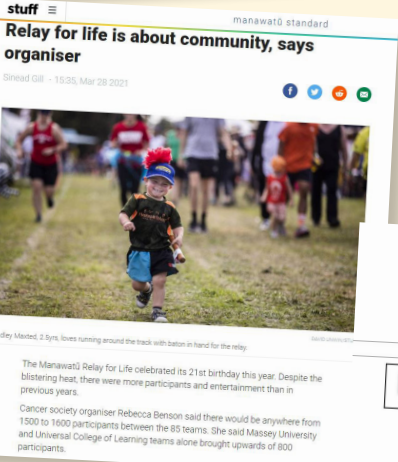 stuff
manawatū standard
Relay for life is about community, says
organiser
Sinead Gill - 15:35, Mar 28 2021
dley Maxted, 2.5yrs, loves running around the track with baton in hand for the relay.
The Manawatū Relay for Life celebrated its 21st birthday this year. Despite the
blistering heat, there were more participants and entertainment than in
previous years.
Cancer society organiser Rebecca Benson said there would be anywhere from
1500 to 1600 participants between the 85 teams. She said Massey University
and Universal College of Learning teams alone brought upwards of 800
participants.